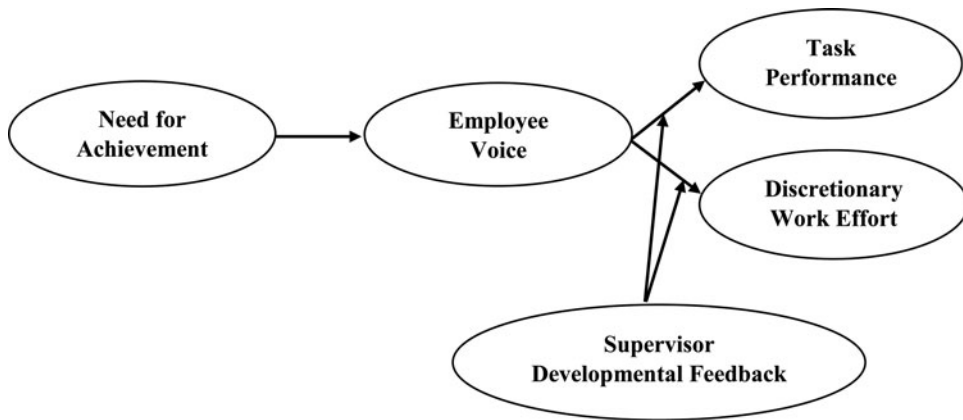 Need for
Achievement
Employee
Voice
Task
Performance
Discretionary
Work Effort
Supervisor
Developmental Feedback